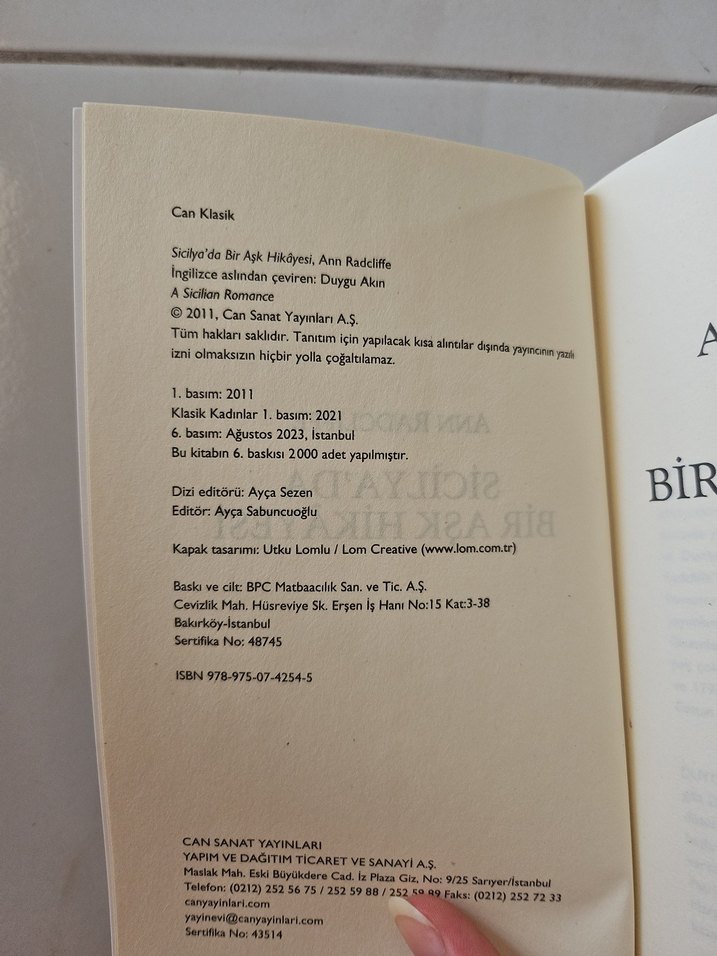 Can Klasik
Sicilya'da Bir Aşk Hikâyesi, Ann Radcliffe
İngilizce aslından çeviren: Duygu Akın
A Sicilian Romance
© 2011, Can Sanat Yayınları A.Ş.
Tüm hakları saklıdır. Tanıtım için yapılacak kısa alıntılar dışında yayıncının yazılı
izni olmaksızın hiçbir yolla çoğaltılamaz.
1. basım: 2011
Klasik Kadınlar 1. basım: 2021
6. basım: Ağustos 2023, İstanbul
Bu kitabın 6. baskısı 2000 adet yapılmıştır.
Dizi editörü: Ayça Sezen
Editör: Ayça Sabuncuoğlu
Kapak tasarımı: Utku Lomlu / Lom Creative (www.lom.com.tr)
Baskı ve cilt: BPC Matbaacılık San. ve Tic. A.Ş.
Cevizlik Mah. Hüsreviye Sk. Erşen İş Hanı No:15 Kat:3-38
Bakırköy-İstanbul
Sertifika No: 48745
ISBN 978-975-07-4254-5
CAN SANAT YAYINLARI
YAPIM VE DAĞITIM TİCARET VE SANAYİ A.Ş.
Maslak Mah. Eski Büyükdere Cad. İz Plaza Giz, No: 9/25 Sarıyer/İstanbul
Telefon: (0212) 252 56 75 / 252 59 88 / 252 59 89 Faks: (0212) 252 72 33
canyayinlari.com
yayinevi@canyayinlari.com
Sertifika No: 43514
A
BİR